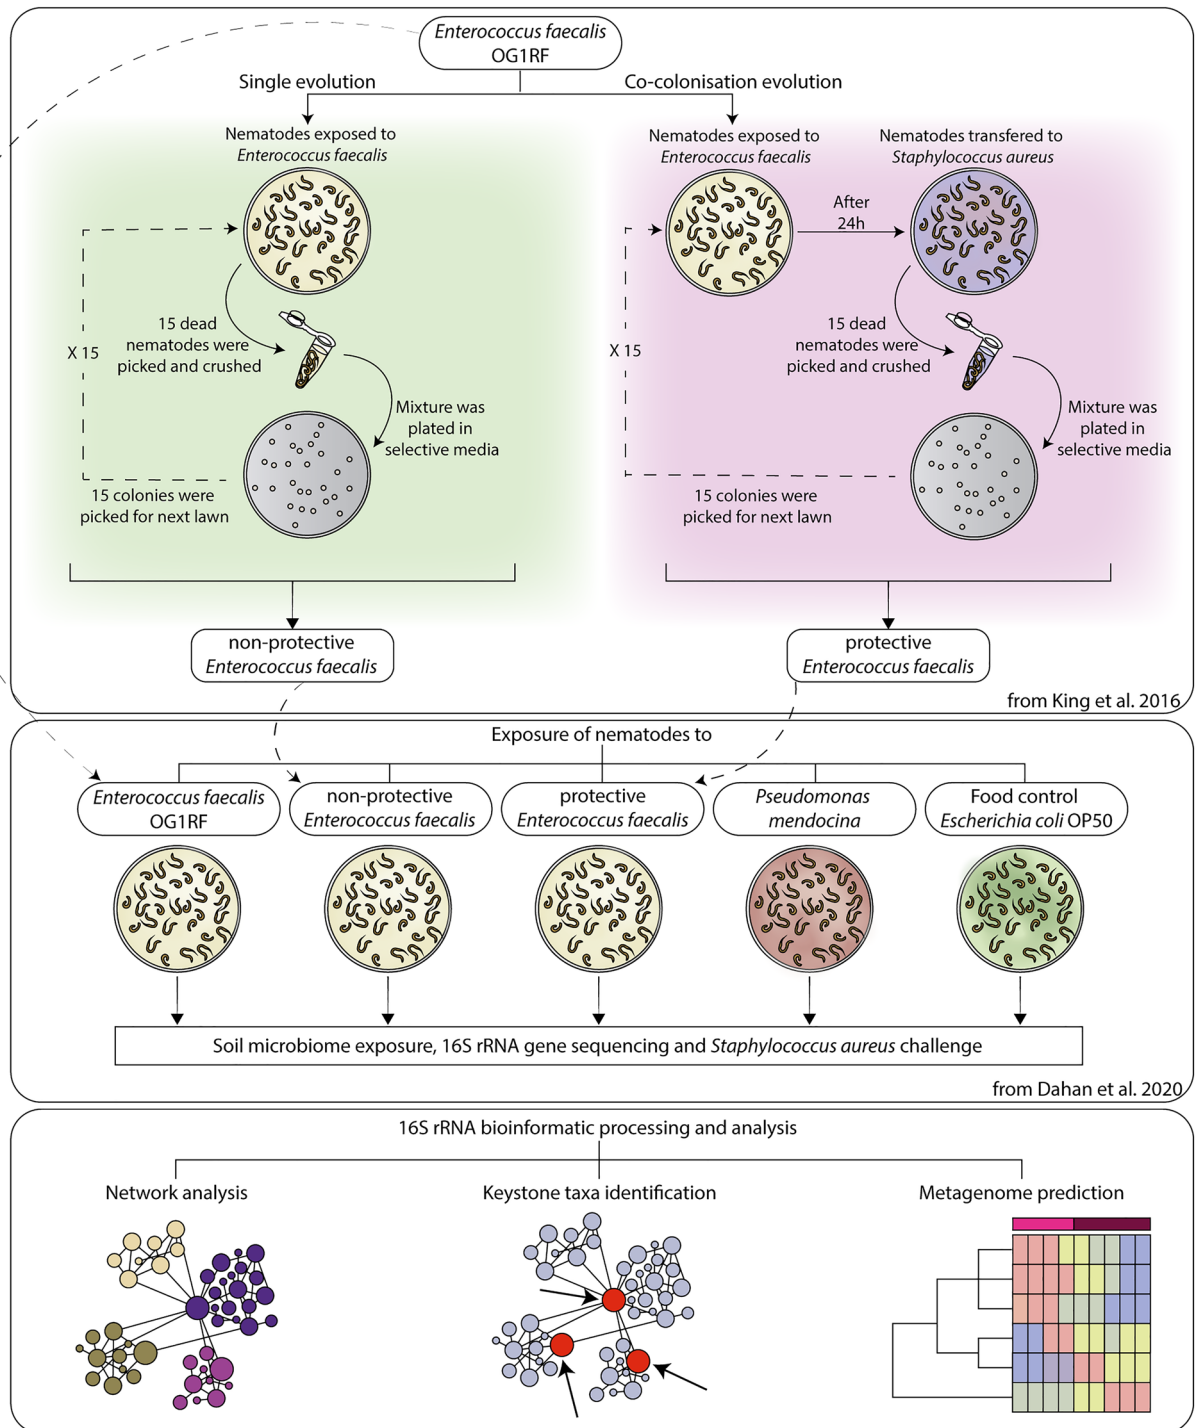 Enterococcus faecalis
OG1RF
Single evolution
Co-colonisation evolution
Nematodes exposed to
Enterococcus faecalis
X 15
15 dead
nematodes were
picked and crushed
Mixture was
plated in
selective media
15 colonies were
picked for next lawn
non-protective
Enterococcus faecalis
Nematodes exposed to
Enterococcus faecalis
After
24h
Nematodes transfered to
Staphylococcus aureus
X 15
15 dead
nematodes were
picked and crushed
Mixture was
plated in
selective media
15 colonies were
picked for next lawn
protective
Enterococcus faecalis
from King et al. 2016
Exposure of nematodes to
Enterococcus faecalis
OG1RF
non-protective
Enterococcus faecalis
protective
Enterococcus faecalis
Pseudomonas
mendocina
Food control
Escherichia coli OP50
Soil microbiome exposure, 16S rRNA gene sequencing and Staphylococcus aureus challenge
from Dahan et al. 2020
16S rRNA bioinformatic processing and analysis
Network analysis
Keystone taxa identification
Metagenome prediction